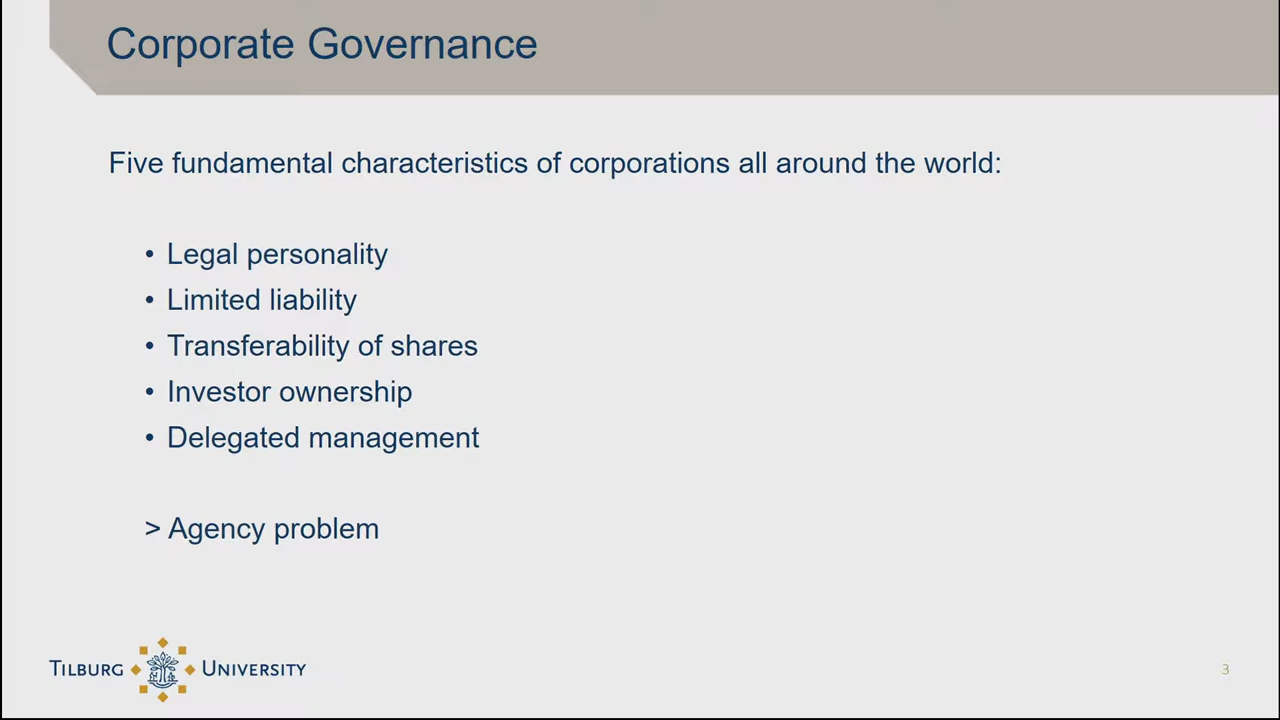 Corporate Governance
Five fundamental characteristics of corporations all around the world:
• Legal personality
• Limited liability
• Transferability of shares
• Investor ownership
• Delegated management
> Agency problem
TILBURG UNIVERSITY
3